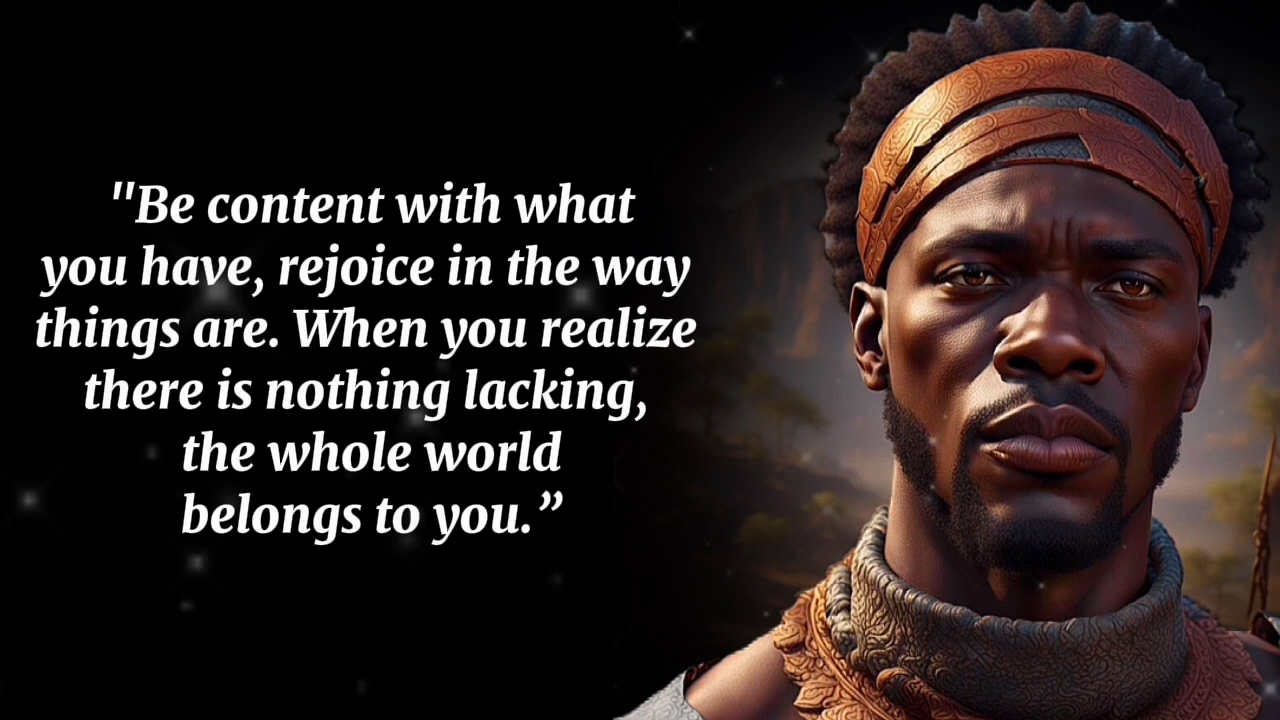 "Be content with what
you have, rejoice in the way
things are. When you realize
there is nothing lacking,
the whole world
belongs to you.”